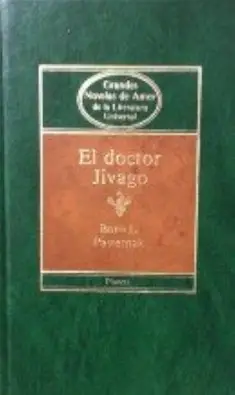 Grandes
Novelas de Amor
de la Literatura
Universal
El doctor
Jivago
Boris L.
Pasternak
Planeta